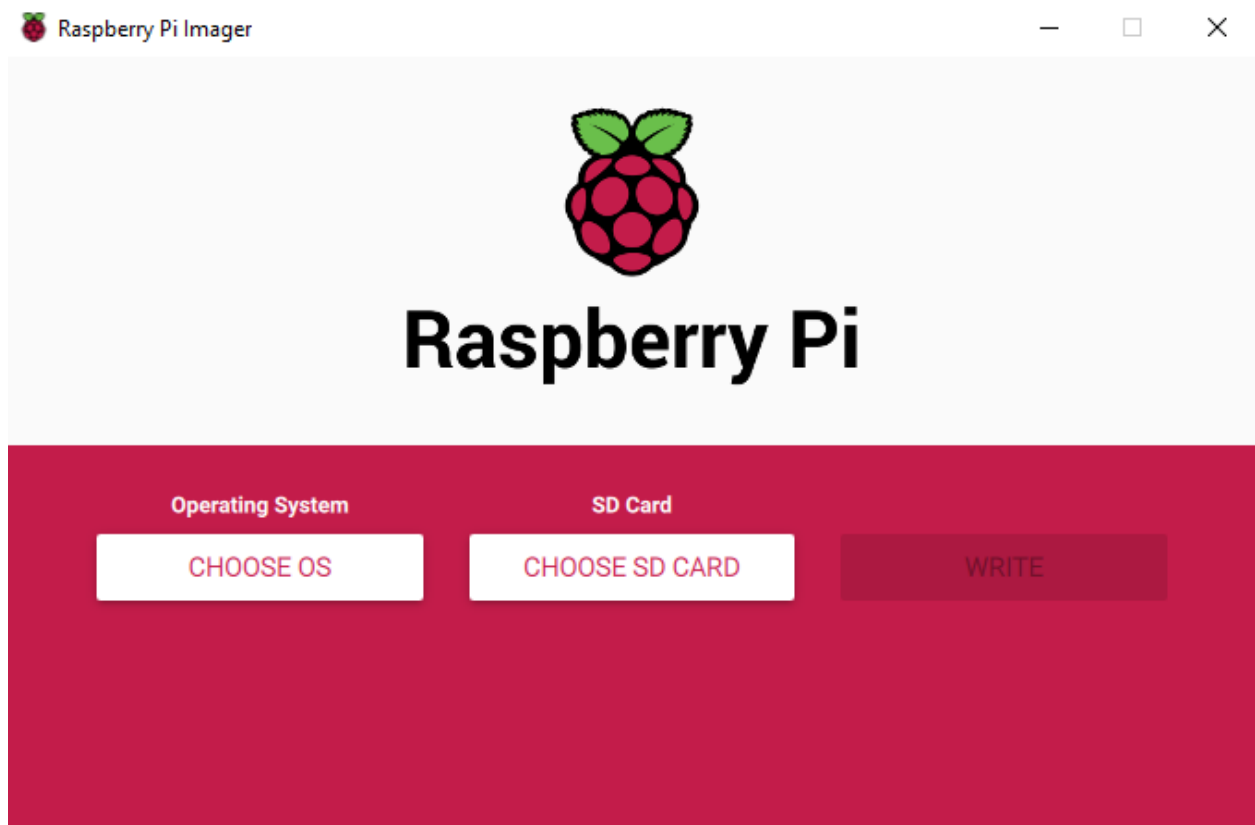 Raspberry Pi Imager
Raspberry Pi
Operating System
SD Card
CHOOSE OS
CHOOSE SD CARD
WRITE